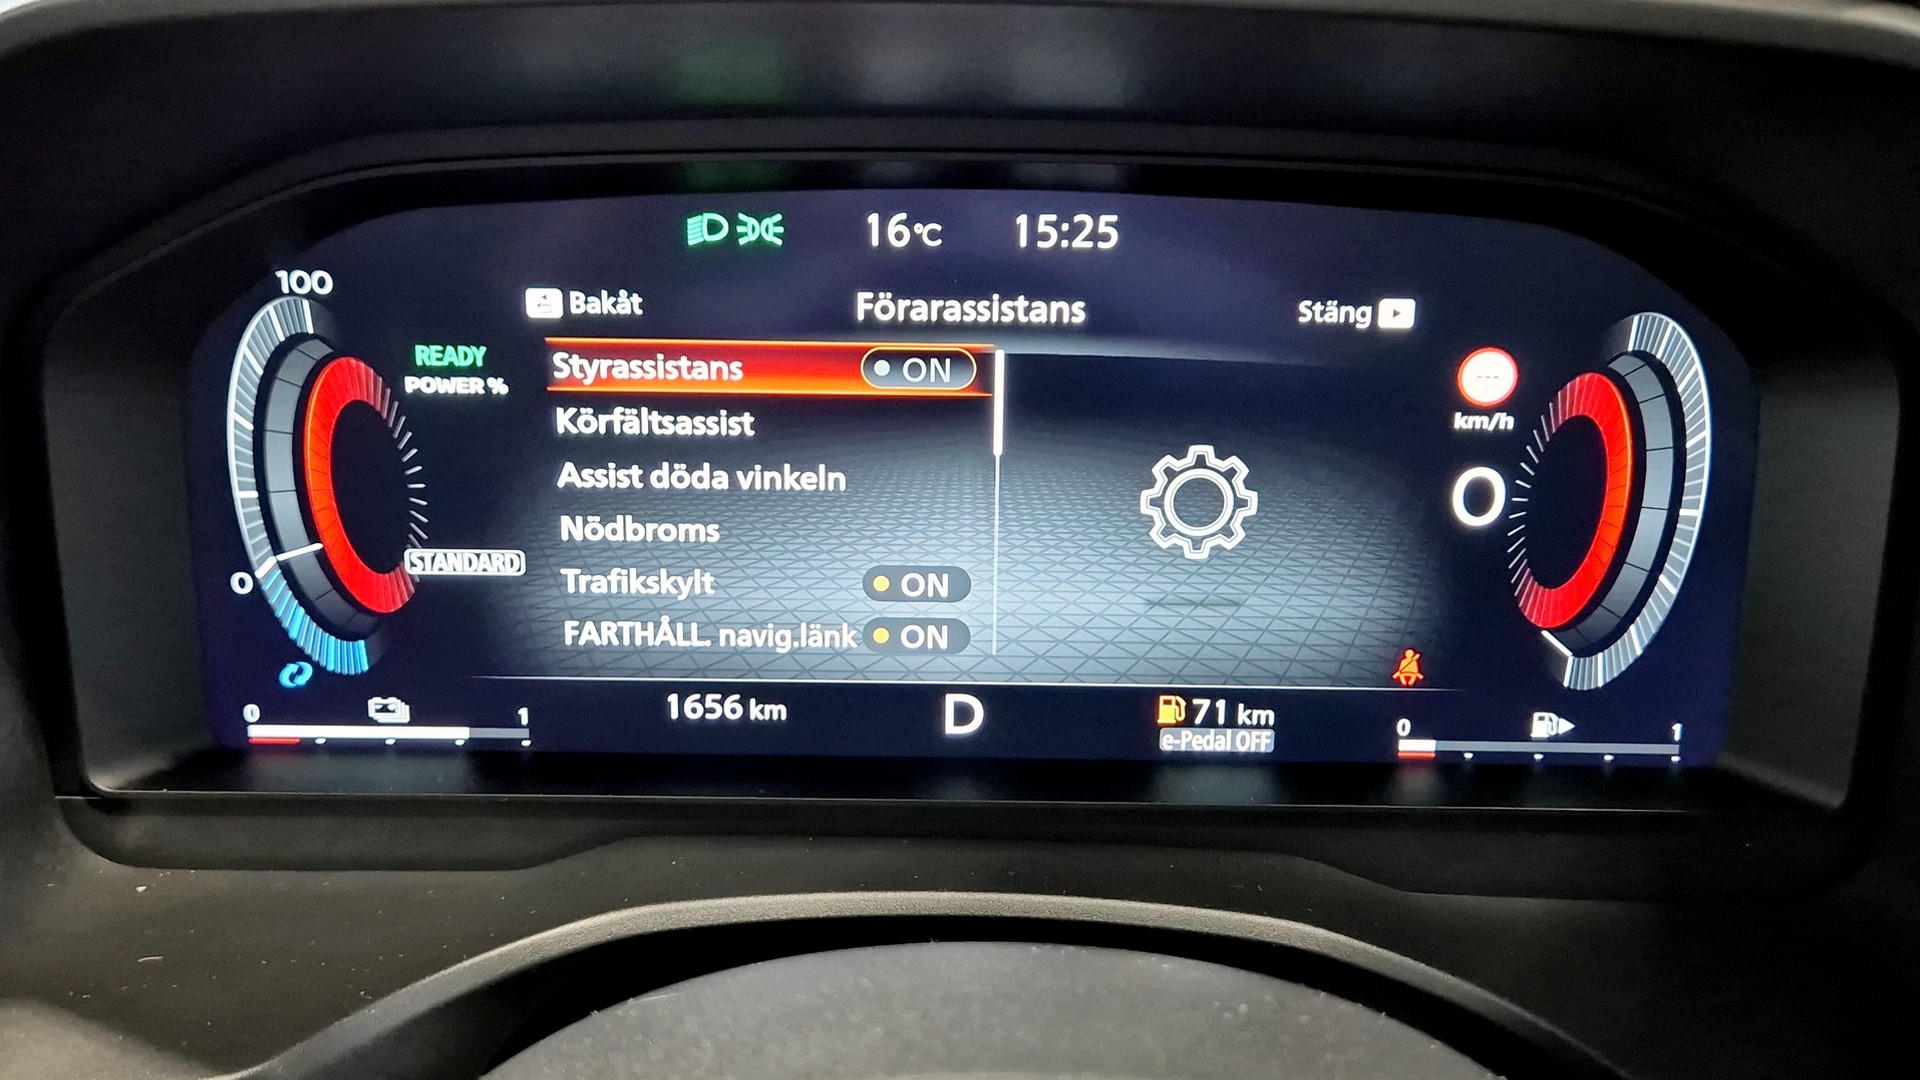 16°C 15:25
100
Bakåt Förarassistans Stäng
READY
POWER %
Styrassistans ON
---
km/h
Körfältsassist
Assist döda vinkeln
0
Nödbroms
STANDARD
0
Trafikskylt ON
FARTHÅLL. navig.länk ON
0 1
1656 km D 71 km
e-Pedal OFF
0 1